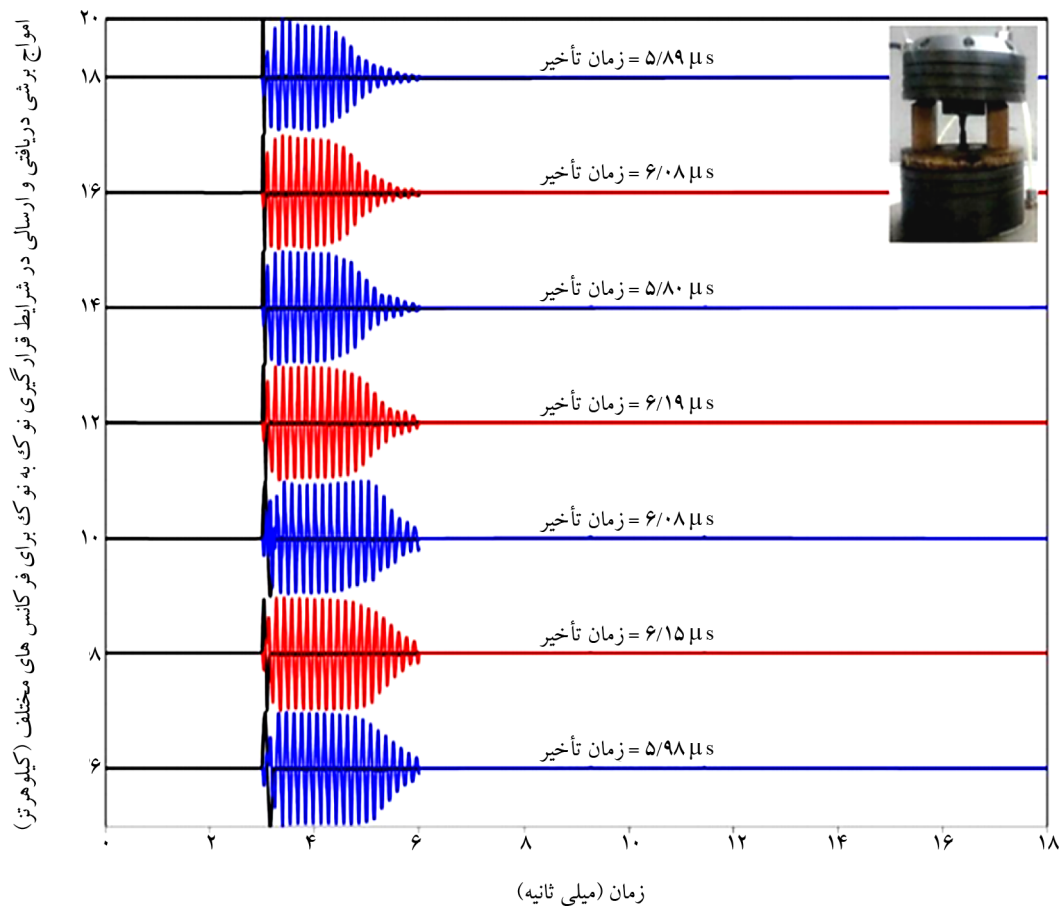 امواج برشی دریافتی و ارسالی در شرایط قرارگیری نوک به نوک برای فرکانس های مختلف (کیلوهرتز)
۲۰
۱۸
زمان تأخیر = ۵/۸۹ μs
۱۶
زمان تأخیر = ۶/۰۸ μs
۱۴
زمان تأخیر = ۵/۸۰ μs
۱۲
زمان تأخیر = ۶/۱۹ μs
۱۰
زمان تأخیر = ۶/۰۸ μs
۸
زمان تأخیر = ۶/۱۵ μs
۶
زمان تأخیر = ۵/۹۸ μs
۰ ۲ ۴ ۶ ۸ ۱۰ ۱۲ ۱۴ ۱۶ ۱۸
زمان (میلی ثانیه)